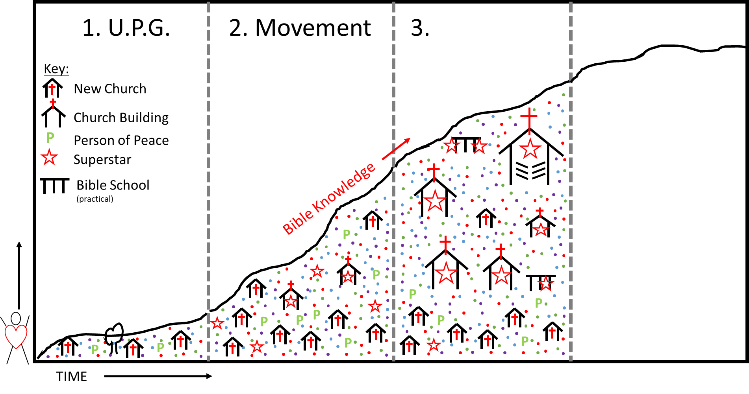 1. U.P.G.
2. Movement
3.
Key:
New Church
Church Building
P Person of Peace
Superstar
Bible School
(practical)
Bible Knowledge
P
P
P
P
P
P
P
P
P
P
P
P
P
P
TIME